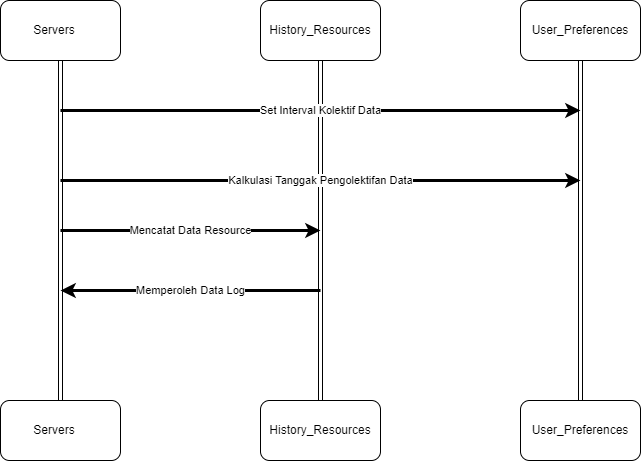 Servers
History_Resources
User_Preferences
Set Interval Kolektif Data
Kalkulasi Tanggak Pengolektifan Data
Mencatat Data Resource
Memperoleh Data Log
Servers
History_Resources
User_Preferences